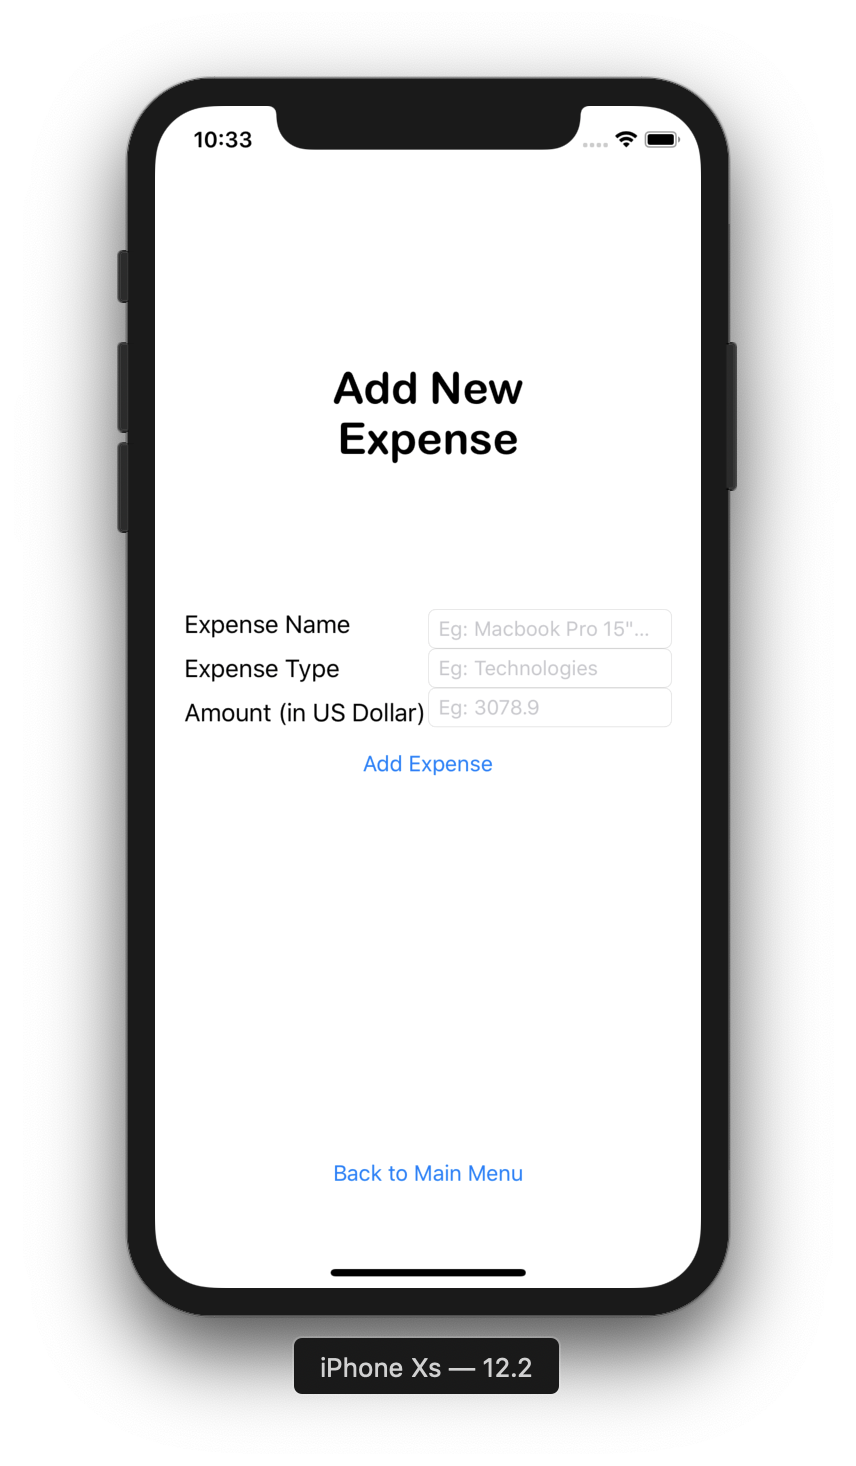 10:33
Add New
Expense
Expense Name
Eg: Macbook Pro 15"...
Expense Type
Eg: Technologies
Amount (in US Dollar)
Eg: 3078.9
Add Expense
Back to Main Menu
iPhone Xs — 12.2